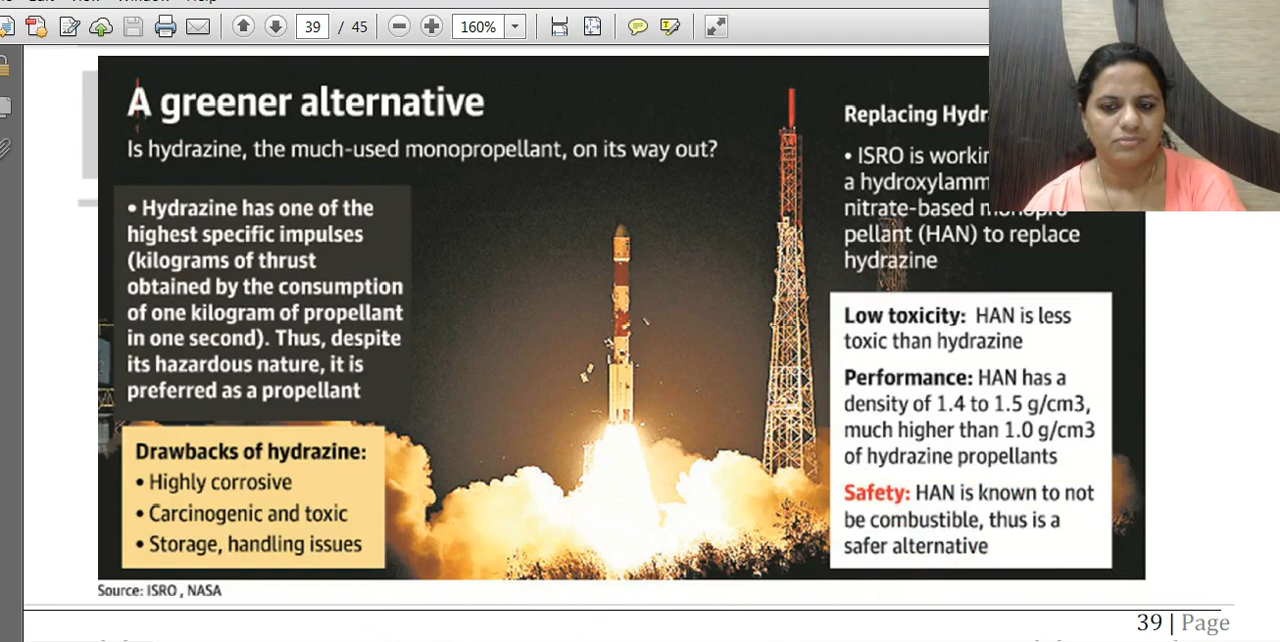 39 / 45
160%
A greener alternative
Is hydrazine, the much-used monopropellant, on its way out?
• Hydrazine has one of the
highest specific impulses
(kilograms of thrust
obtained by the consumption
of one kilogram of propellant
in one second). Thus, despite
its hazardous nature, it is
preferred as a propellant
Drawbacks of hydrazine:
• Highly corrosive
• Carcinogenic and toxic
• Storage, handling issues
Replacing
• ISRO is
a
nitrate-based
pellant (HAN) to replace
hydrazine
Low toxicity: HAN is less
toxic than hydrazine
Performance: HAN has a
density of 1.4 to 1.5 g/cm3,
much higher than 1.0 g/cm3
of hydrazine propellants
Safety: HAN is known to not
be combustible, thus is a
safer alternative
Source: ISRO, NASA
39 | Page